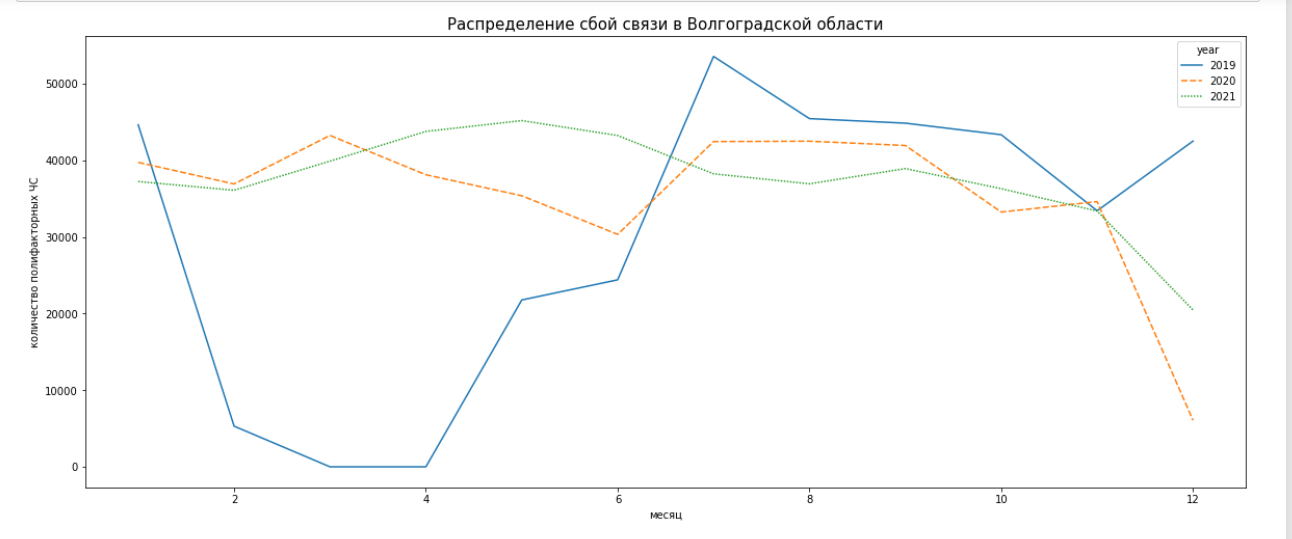 Распределение сбой связи в Волгоградской области
year
2019
2020
2021
50000
40000
30000
20000
10000
0
количество полифакторных ЧС
2 4 6 8 10 12
месяц